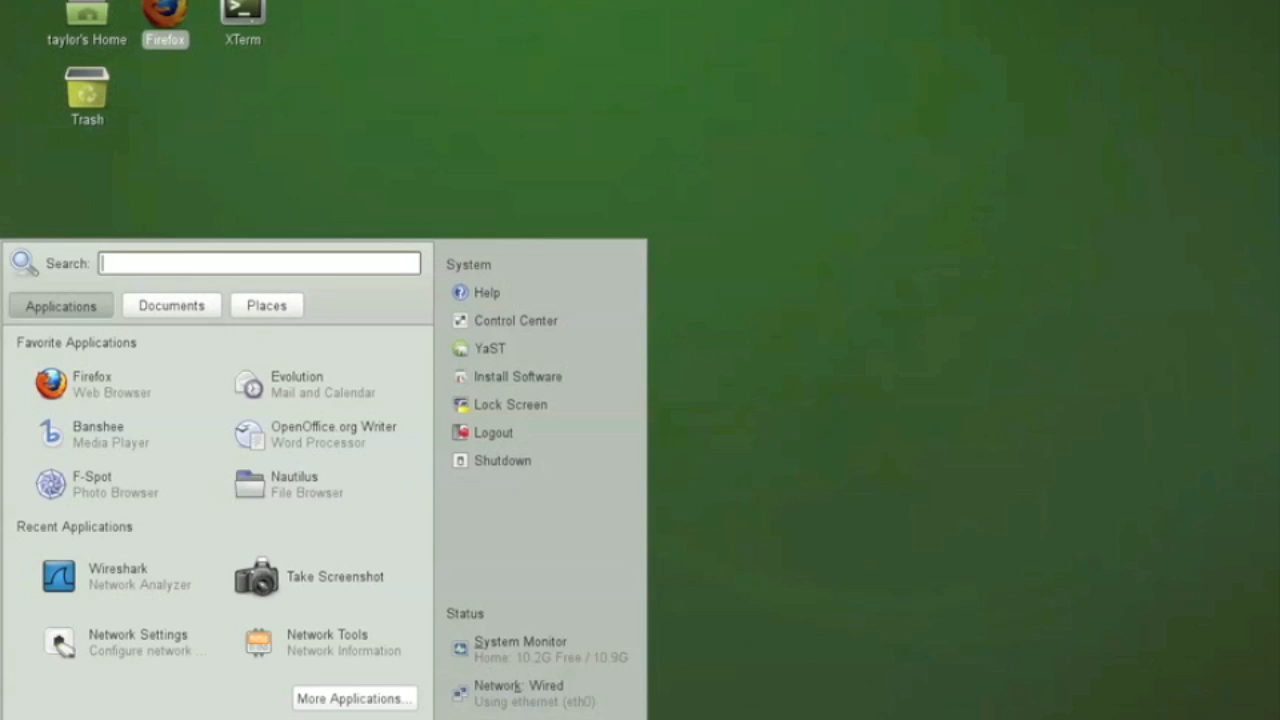 taylor's Home
Firefox
XTerm
Trash
Search:
Applications
Documents
Places
Favorite Applications
Firefox
Web Browser
Evolution
Mail and Calendar
Banshee
Media Player
OpenOffice.org Writer
Word Processor
F-Spot
Photo Browser
Nautilus
File Browser
Recent Applications
Wireshark
Network Analyzer
Take Screenshot
Network Settings
Configure network ...
Network Tools
Network Information
More Applications...
System
Help
Control Center
YaST
Install Software
Lock Screen
Logout
Shutdown
Status
System Monitor
Home: 10.2G Free / 10.9G
Network: Wired
Using ethernet (eth0)